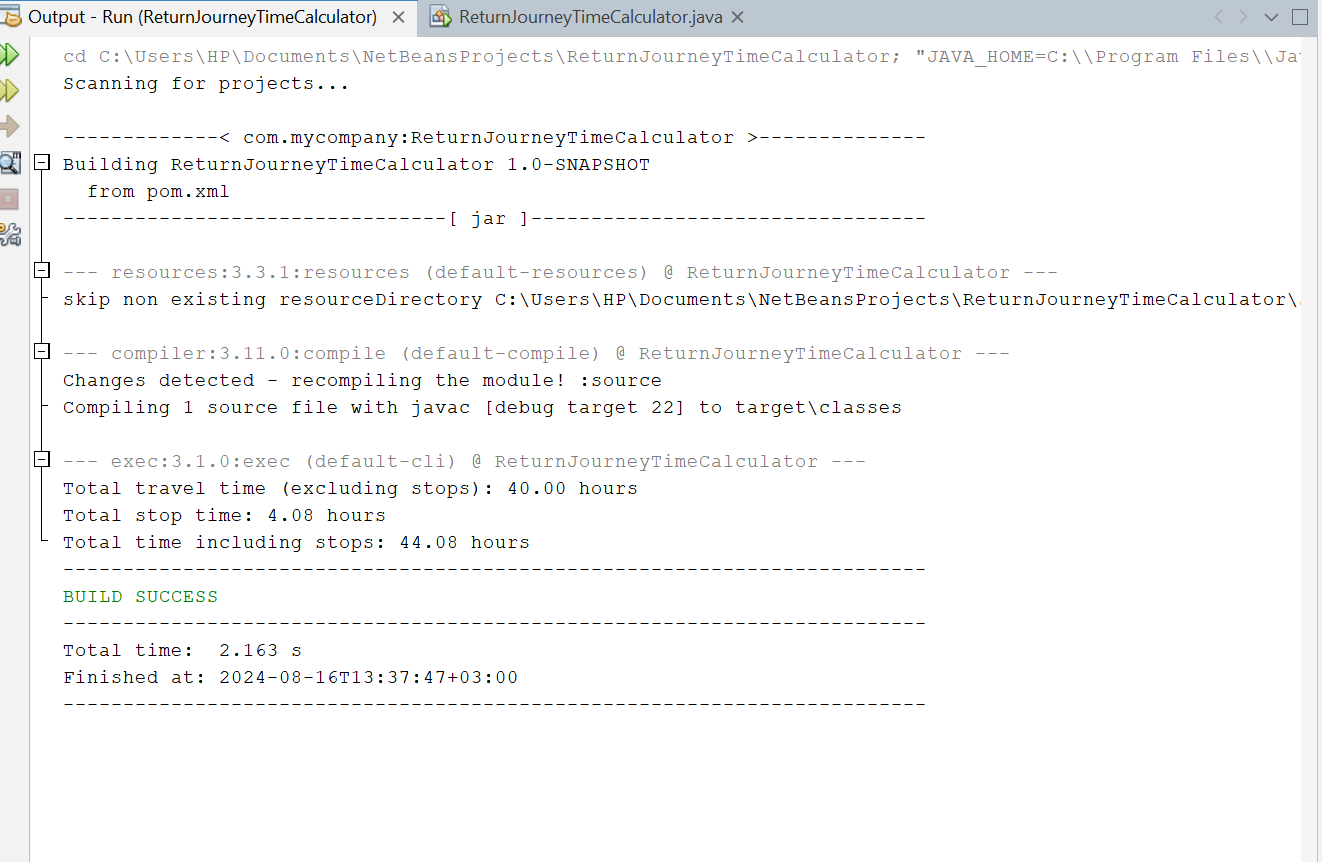 Output - Run (ReturnJourneyTimeCalculator) ReturnJourneyTimeCalculator.java
cd C:\Users\HP\Documents\NetBeansProjects\ReturnJourneyTimeCalculator; "JAVA_HOME=C:\\Program Files\\Ja
Scanning for projects...
-------------< com.mycompany:ReturnJourneyTimeCalculator >--------------
Building ReturnJourneyTimeCalculator 1.0-SNAPSHOT
from pom.xml
--------------------------------[ jar ]---------------------------------
--- resources:3.3.1:resources (default-resources) @ ReturnJourneyTimeCalculator ---
skip non existing resourceDirectory C:\Users\HP\Documents\NetBeansProjects\ReturnJourneyTimeCalculator\
--- compiler:3.11.0:compile (default-compile) @ ReturnJourneyTimeCalculator ---
Changes detected - recompiling the module! :source
Compiling 1 source file with javac [debug target 22] to target\classes
--- exec:3.1.0:exec (default-cli) @ ReturnJourneyTimeCalculator ---
Total travel time (excluding stops): 40.00 hours
Total stop time: 4.08 hours
Total time including stops: 44.08 hours
------------------------------------------------------------------------
BUILD SUCCESS
------------------------------------------------------------------------
Total time:  2.163 s
Finished at: 2024-08-16T13:37:47+03:00
------------------------------------------------------------------------